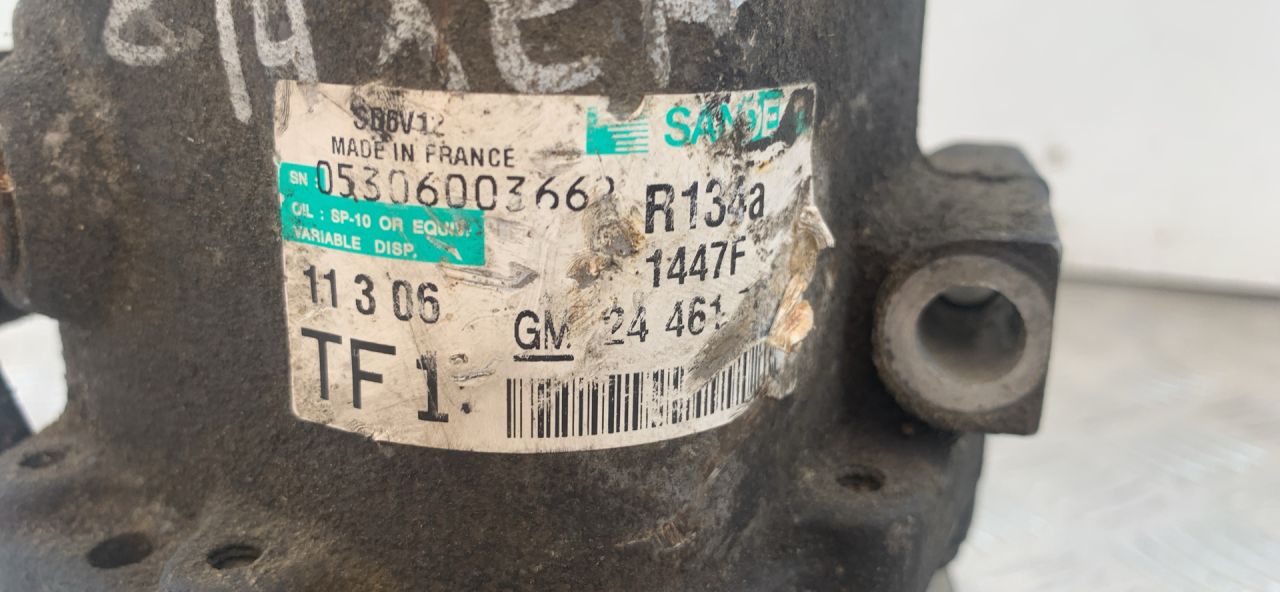 SD6V12
SANDEN
MADE IN FRANCE
SN 05306003663
R134a
OIL : SP-10 OR EQUIV.
VARIABLE DISP.
1447F
11 3 06
GM 24 461
TF 1